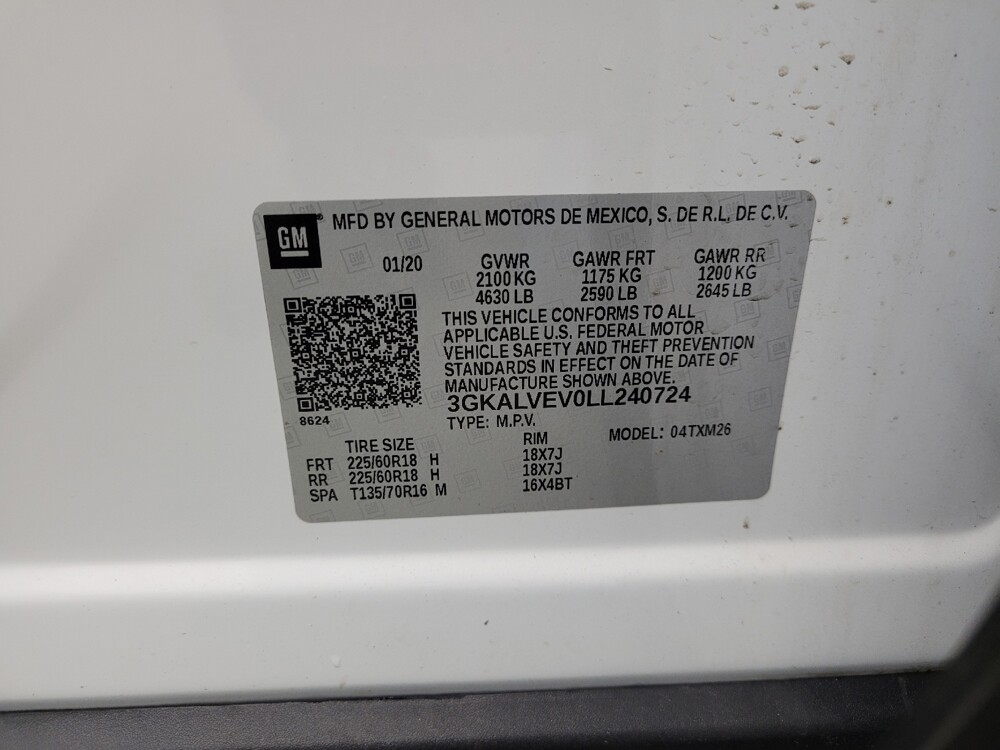 GM
MFD BY GENERAL MOTORS DE MEXICO, S. DE R.L. DE C.V.
01/20 GVWR GAWR FRT GAWR RR
2100 KG 1175 KG 1200 KG
4630 LB 2590 LB 2645 LB
THIS VEHICLE CONFORMS TO ALL
APPLICABLE U.S. FEDERAL MOTOR
VEHICLE SAFETY AND THEFT PREVENTION
STANDARDS IN EFFECT ON THE DATE OF
MANUFACTURE SHOWN ABOVE.
3GKALVEV0LL240724
8624
TYPE: M.P.V. MODEL: 04TXM26
TIRE SIZE RIM
FRT 225/60R18 H 18X7J
RR 225/60R18 H 18X7J
SPA T135/70R16 M 16X4BT